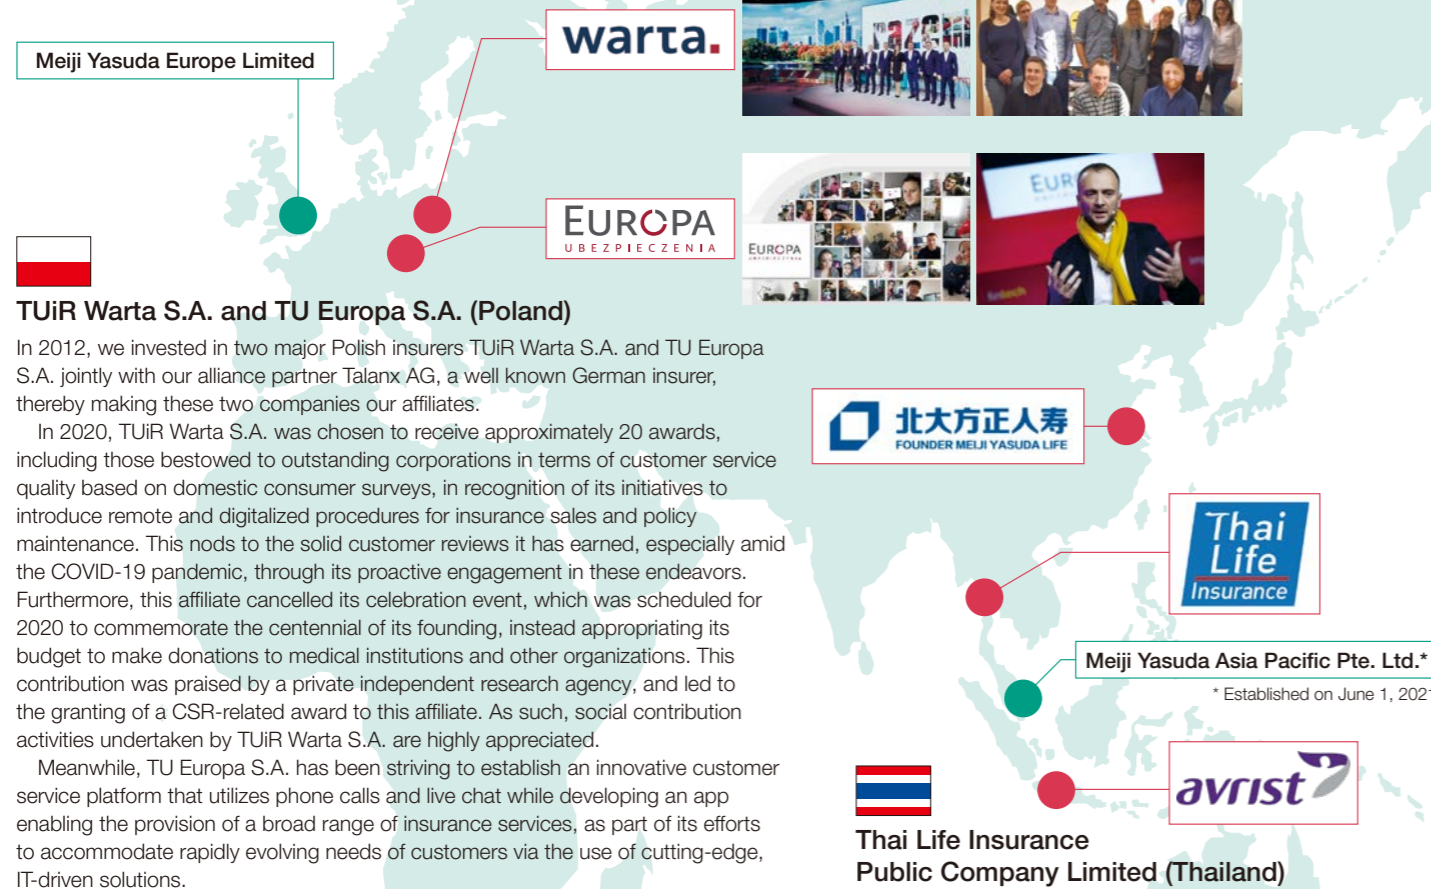 Meiji Yasuda Europe Limited
warta.
EUROPA
UBEZPIECZENIA
EUROPA
TUiR Warta S.A. and TU Europa S.A. (Poland)
In 2012, we invested in two major Polish insurers TUiR Warta S.A. and TU Europa
S.A. jointly with our alliance partner Talanx AG, a well known German insurer,
thereby making these two companies our affiliates.
In 2020, TUiR Warta S.A. was chosen to receive approximately 20 awards,
including those bestowed to outstanding corporations in terms of customer service
quality based on domestic consumer surveys, in recognition of its initiatives to
introduce remote and digitalized procedures for insurance sales and policy
maintenance. This nods to the solid customer reviews it has earned, especially amid
the COVID-19 pandemic, through its proactive engagement in these endeavors.
Furthermore, this affiliate cancelled its celebration event, which was scheduled for
2020 to commemorate the centennial of its founding, instead appropriating its
budget to make donations to medical institutions and other organizations. This
contribution was praised by a private independent research agency, and led to
the granting of a CSR-related award to this affiliate. As such, social contribution
activities undertaken by TUiR Warta S.A. are highly appreciated.
Meanwhile, TU Europa S.A. has been striving to establish an innovative customer
service platform that utilizes phone calls and live chat while developing an app
enabling the provision of a broad range of insurance services, as part of its efforts
to accommodate rapidly evolving needs of customers via the use of cutting-edge,
IT-driven solutions.
北大方正人寿
FOUNDER MEIJI YASUDA LIFE
Thai
Life
Insurance
Meiji Yasuda Asia Pacific Pte. Ltd.*
* Established on June 1, 2021
avrist
Thai Life Insurance
Public Company Limited (Thailand)